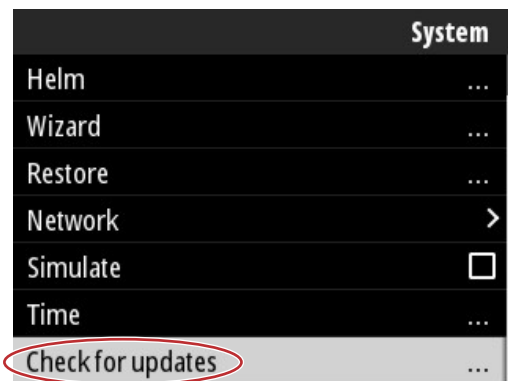 System
Helm ...
Wizard ...
Restore ...
Network >
Simulate
Time ...
Check for updates ...